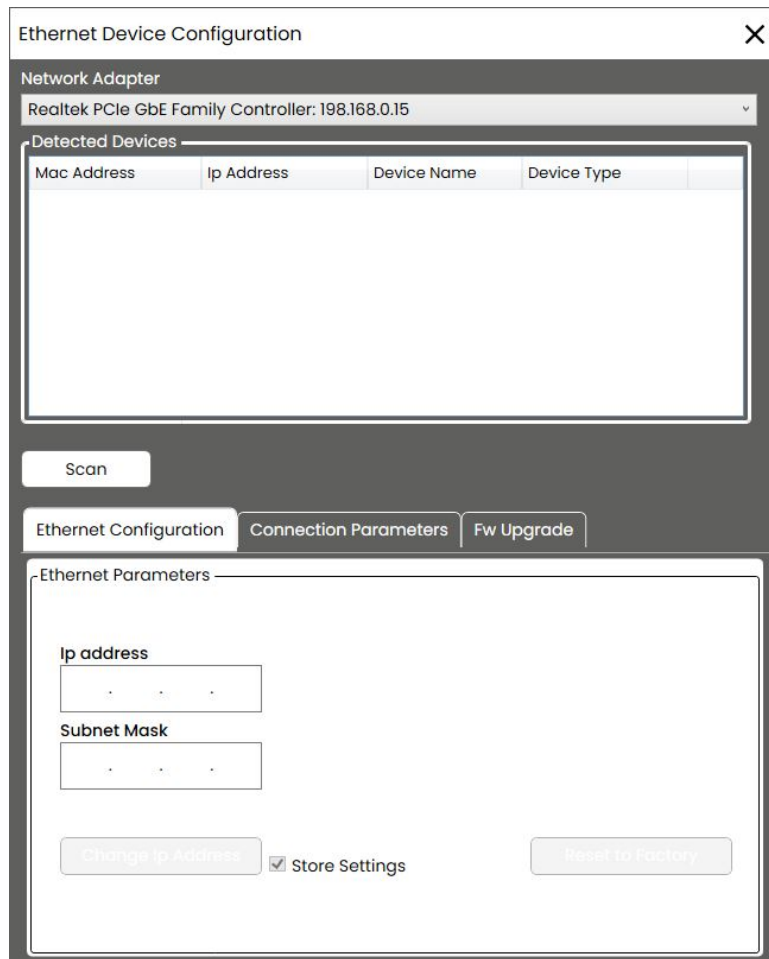 Ethernet Device Configuration
Network Adapter
Realtek PCIe GbE Family Controller: 198.168.0.15
Detected Devices
Mac Address Ip Address Device Name Device Type
Scan
Ethernet Configuration Connection Parameters Fw Upgrade
Ethernet Parameters
Ip address
. . .
Subnet Mask
. . .
Change Ip Address Store Settings Reset to Factory